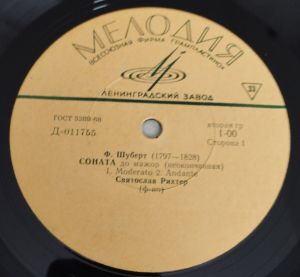 МЕЛОДИЯ
ВСЕСОЮЗНАЯ ФИРМА ГРАМПЛАСТИНОК
ЛЕНИНГРАДСКИЙ ЗАВОД
33
ГОСТ 5289-68
Д-011755
вторая гр
1-00
Сторона 1
Ф. Шуберт (1797—1828)
СОНАТА до мажор (неоконченная)
1. Moderato 2. Andante
Святослав Рихтер
(ф-но)